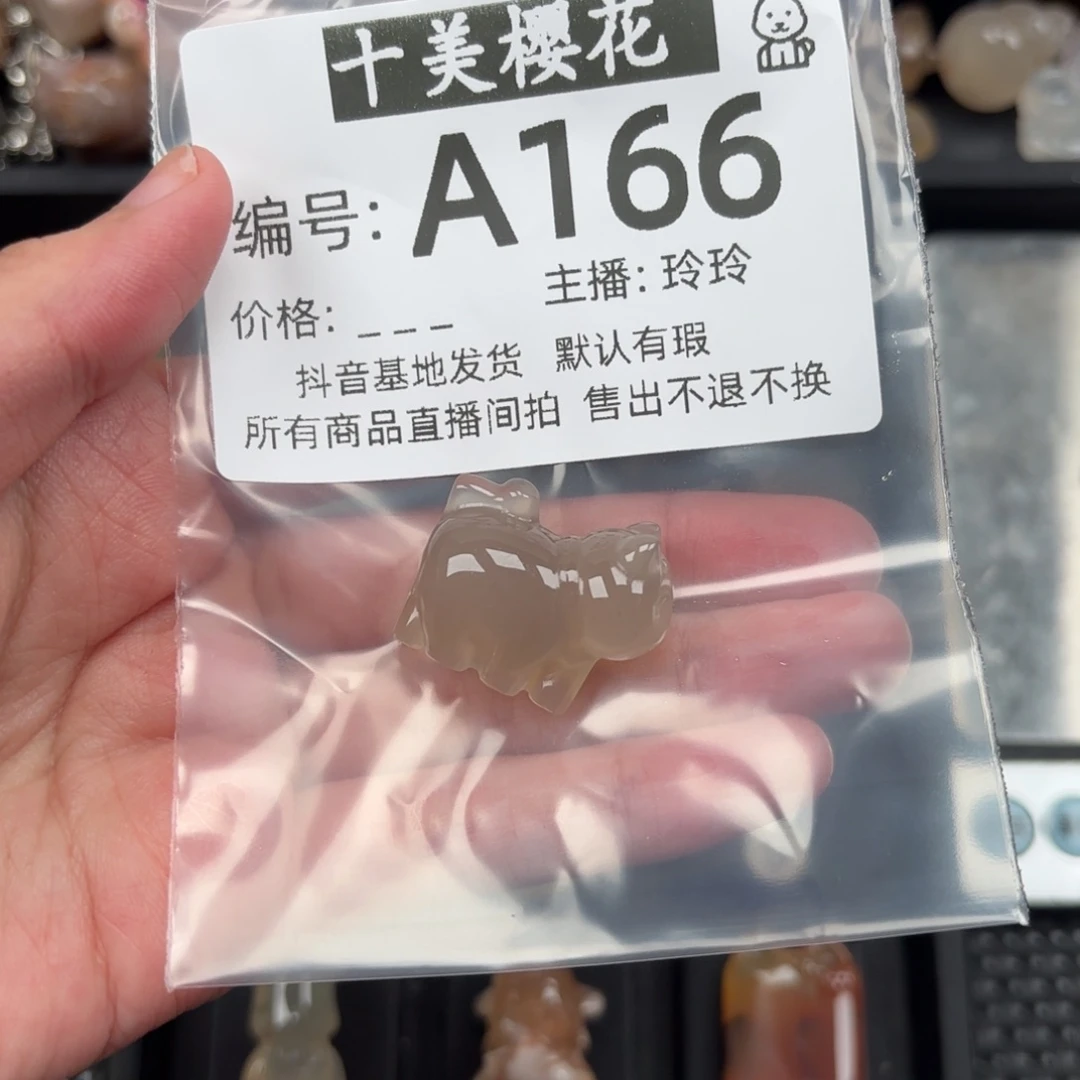 十美樱花
编号: A166
价格: _ _ _ 主播: 玲玲
抖音基地发货 默认有瑕
所有商品直播间拍 售出不退不换